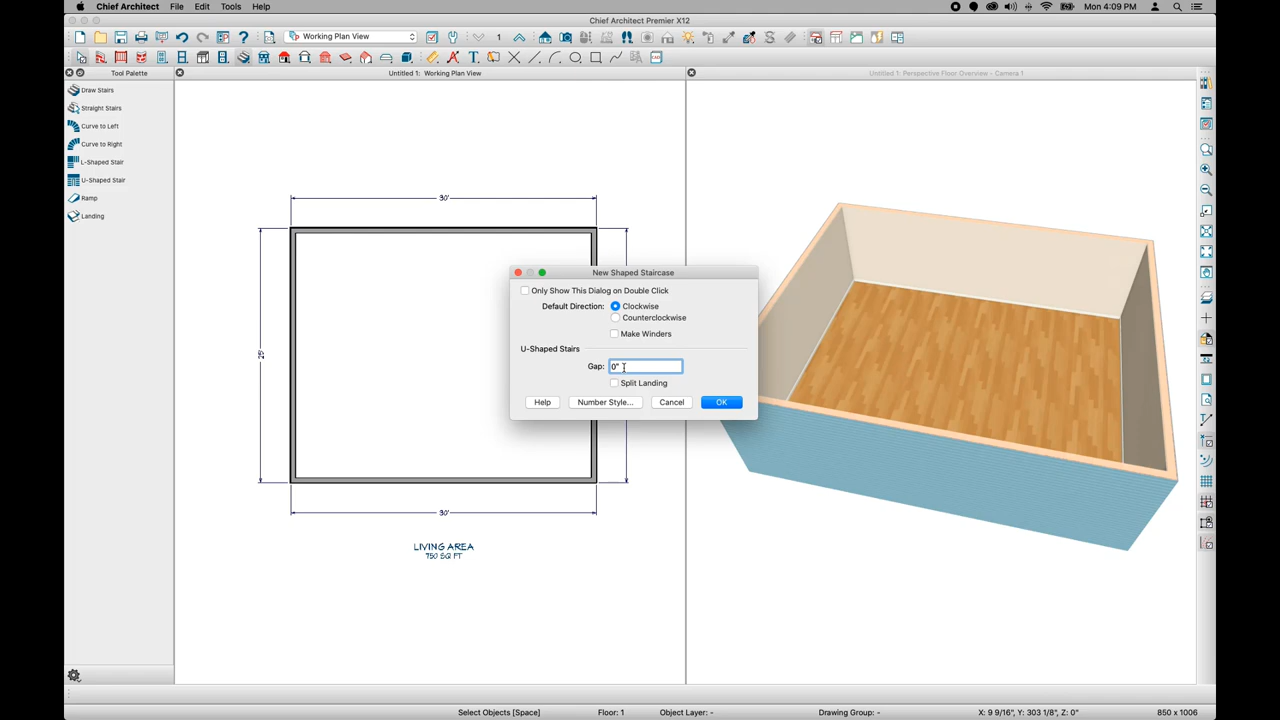 Chief Architect File Edit Tools Help
Mon 4:09 PM
Chief Architect Premier X12
Working Plan View
1
Tool Palette
Untitled 1: Working Plan View
Untitled 1: Perspective Floor Overview - Camera 1
Draw Stairs
Straight Stairs
Curve to Left
Curve to Right
L-Shaped Stair
U-Shaped Stair
Ramp
Landing
30'
25'
30'
LIVING AREA
750 SQ FT
New Shaped Staircase
Only Show This Dialog on Double Click
Default Direction: Clockwise
Counterclockwise
Make Winders
U-Shaped Stairs
Gap: 0"
Split Landing
Help Number Style... Cancel OK
Select Objects [Space] Floor: 1 Object Layer: - Drawing Group: - X: 9 9/16", Y: 303 1/8", Z: 0" 850 x 1006